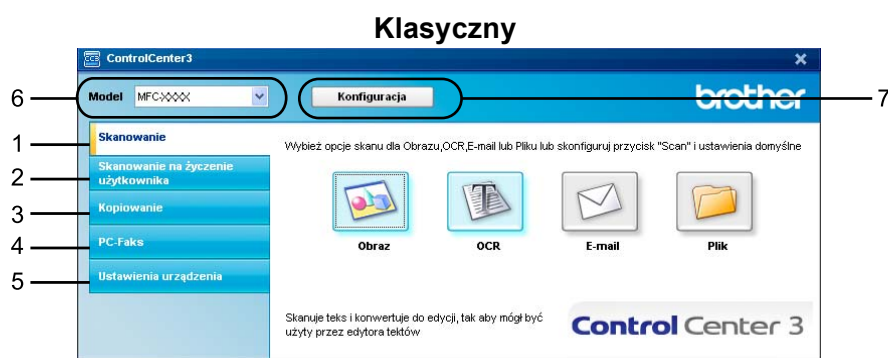 Klasyczny
ControlCenter3
6
Model
MFC-XXXX
Konfiguracja
brother
7
1
Skanowanie
Wybież opcje skanu dla Obrazu,OCR,E-mail lub Pliku lub skonfiguruj przycisk "Scan" i ustawienia domyślne
2
Skanowanie na życzenie
użytkownika
3
Kopiowanie
4
PC-Faks
5
Ustawienia urządzenia
Obraz
OCR
E-mail
Plik
Skanuje teks i konwertuje do edycji, tak aby mógł być
użyty przez edytora tektów
Control Center 3